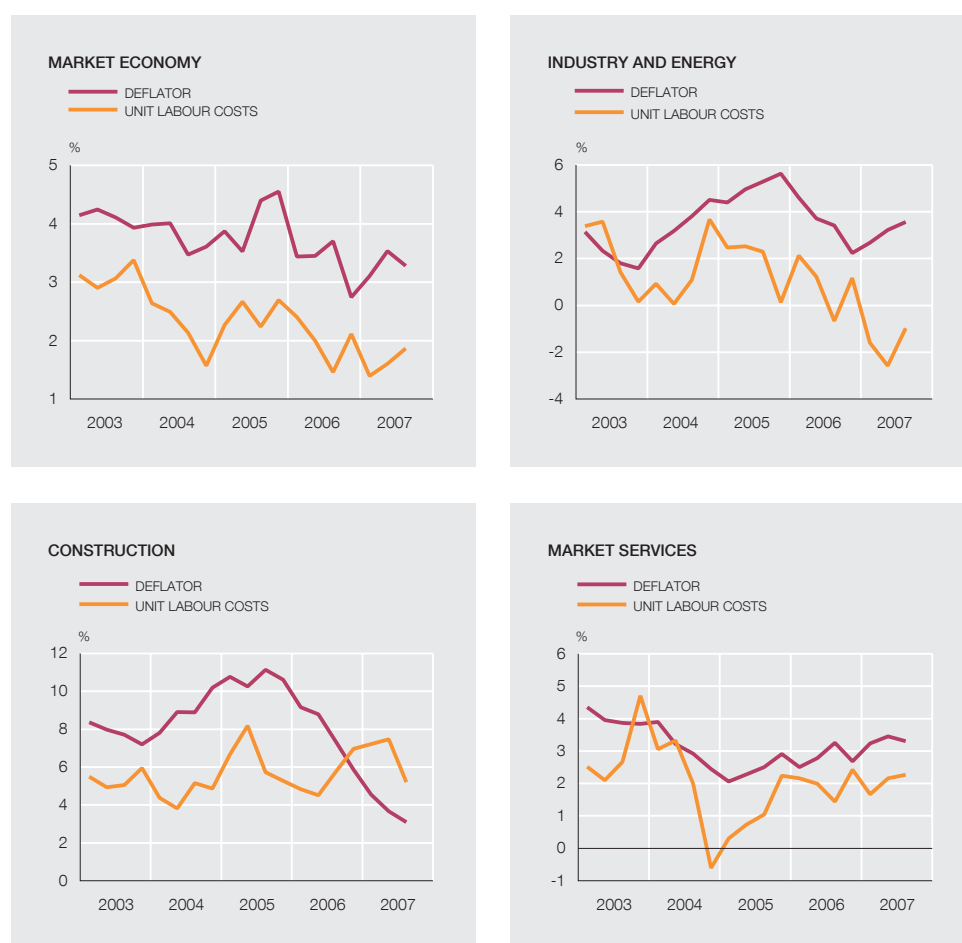 MARKET ECONOMY
DEFLATOR
UNIT LABOUR COSTS
%
5
4
3
2
1
2003 2004 2005 2006 2007
INDUSTRY AND ENERGY
DEFLATOR
UNIT LABOUR COSTS
%
6
4
2
0
-2
-4
2003 2004 2005 2006 2007
CONSTRUCTION
DEFLATOR
UNIT LABOUR COSTS
%
12
10
8
6
4
2
0
2003 2004 2005 2006 2007
MARKET SERVICES
DEFLATOR
UNIT LABOUR COSTS
%
6
5
4
3
2
1
0
-1
2003 2004 2005 2006 2007